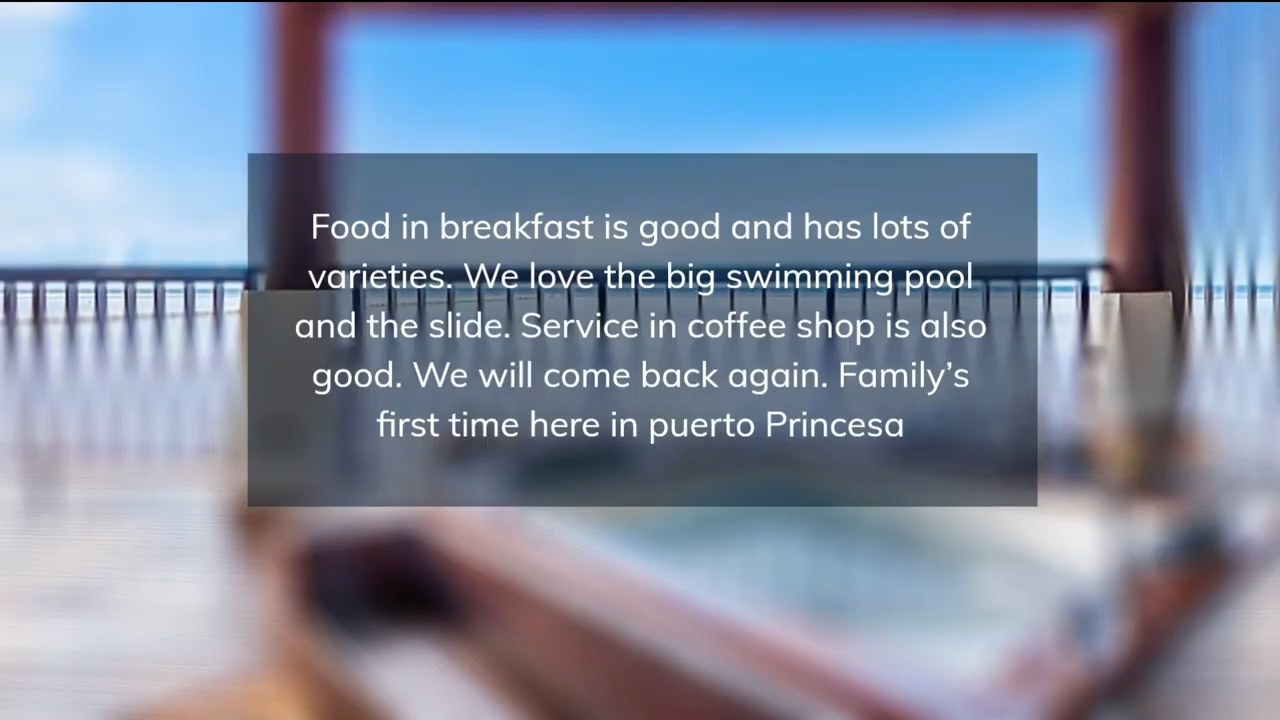 Food in breakfast is good and has lots of
varieties. We love the big swimming pool
and the slide. Service in coffee shop is also
good. We will come back again. Family’s
first time here in puerto Princesa